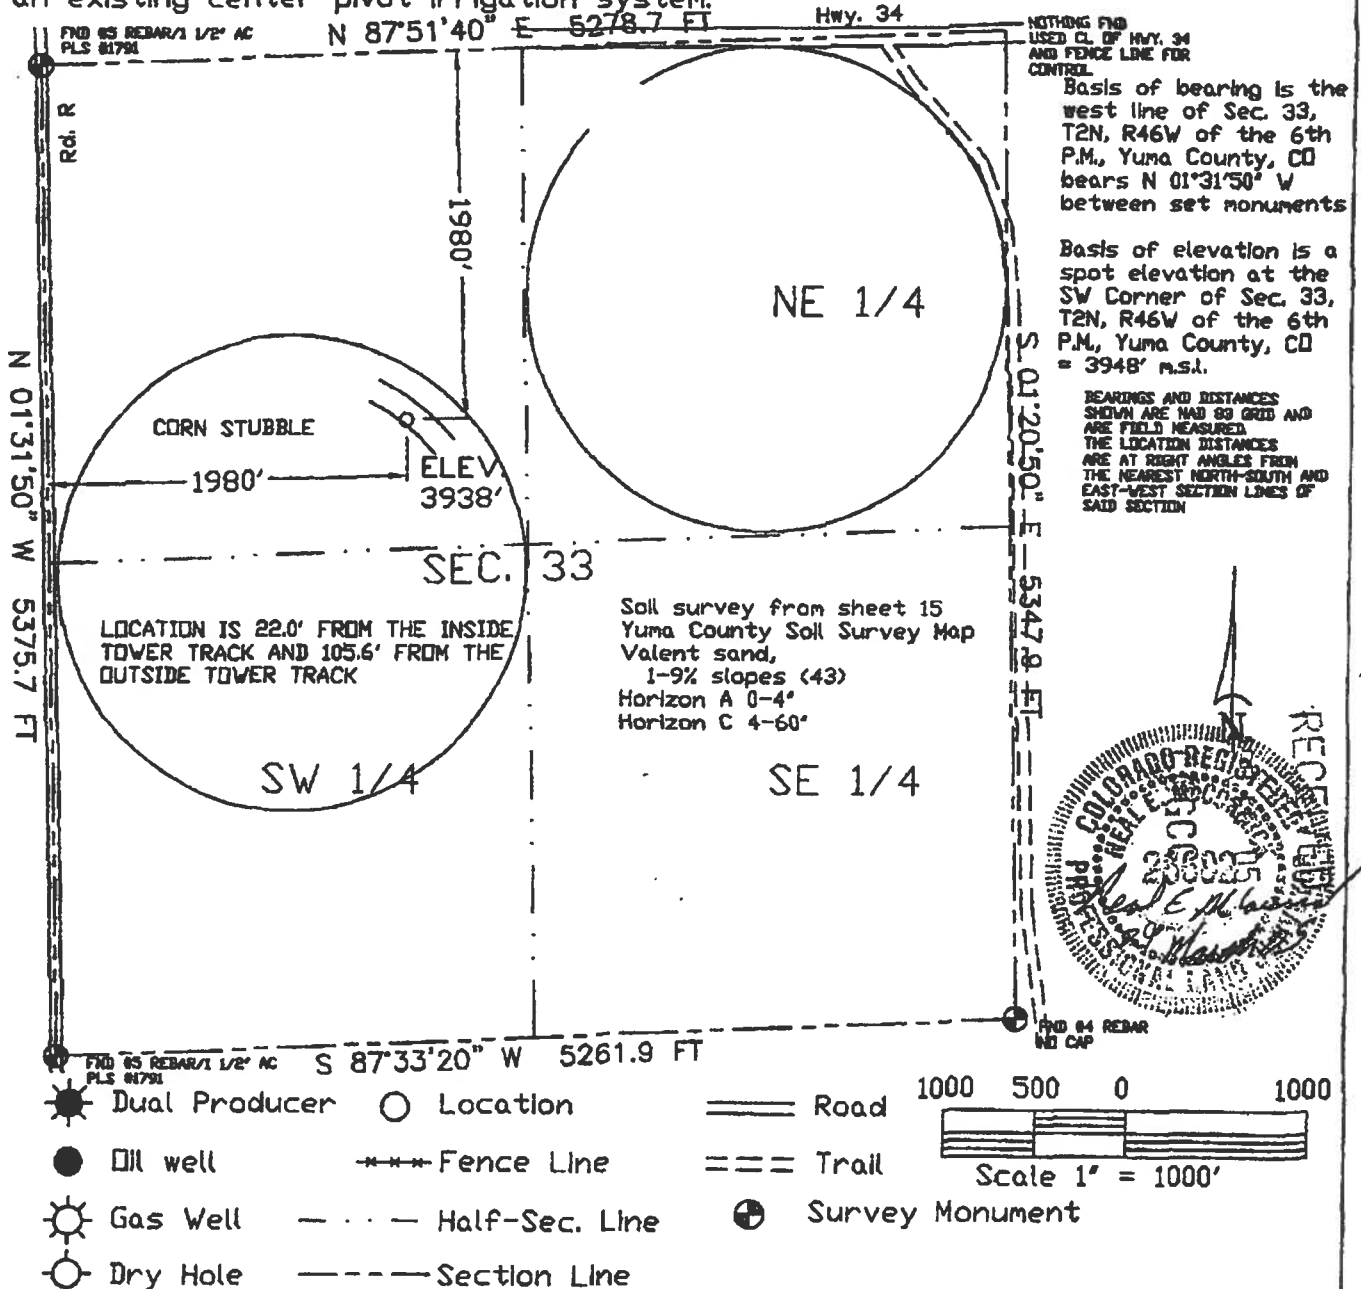 an existing center pivot irrigation system.
FND #5 REBAR/1 1/2" AC
PLS #1791
N 87°51'40" E 5278.7 FT
Hwy. 34
NOTHING FND
USED CL OF HWY. 34
AND FENCE LINE FOR
CONTROL
Rd. R
Basis of bearing is the
west line of Sec. 33,
T2N, R46W of the 6th
P.M., Yuma County, CO
bears N 01°31'50" W
between set monuments
1980'
Basis of elevation is a
spot elevation at the
SW Corner of Sec. 33,
T2N, R46W of the 6th
P.M., Yuma County, CO
= 3948' m.s.l.
NE 1/4
N 01°31'50" W 5375.7 FT
S 01°20'50" E 5347.9 FT
BEARINGS AND DISTANCES
SHOWN ARE NAD 83 GRID AND
ARE FIELD MEASURED.
THE LOCATION DISTANCES
ARE AT RIGHT ANGLES FROM
THE NEAREST NORTH-SOUTH AND
EAST-WEST SECTION LINES OF
SAID SECTION
CORN STUBBLE
1980'
ELEV.
3938'
SEC. 33
LOCATION IS 22.0' FROM THE INSIDE
TOWER TRACK AND 105.6' FROM THE
OUTSIDE TOWER TRACK
Soil survey from sheet 15
Yuma County Soil Survey Map
Valent sand,
1-9% slopes (43)
Horizon A 0-4"
Horizon C 4-60"
N
SW 1/4
SE 1/4
COLORADO REGISTERED
NEAL E.
PROFESSIONAL LAND
FND #4 REBAR
NO CAP
FND #5 REBAR/1 1/2" AC
PLS #1791
S 87°33'20" W 5261.9 FT
Dual Producer
Location
Road
1000 500 0 1000
Oil well
Fence Line
Trail
Scale 1" = 1000'
Gas Well
Half-Sec. Line
Survey Monument
Dry Hole
Section Line